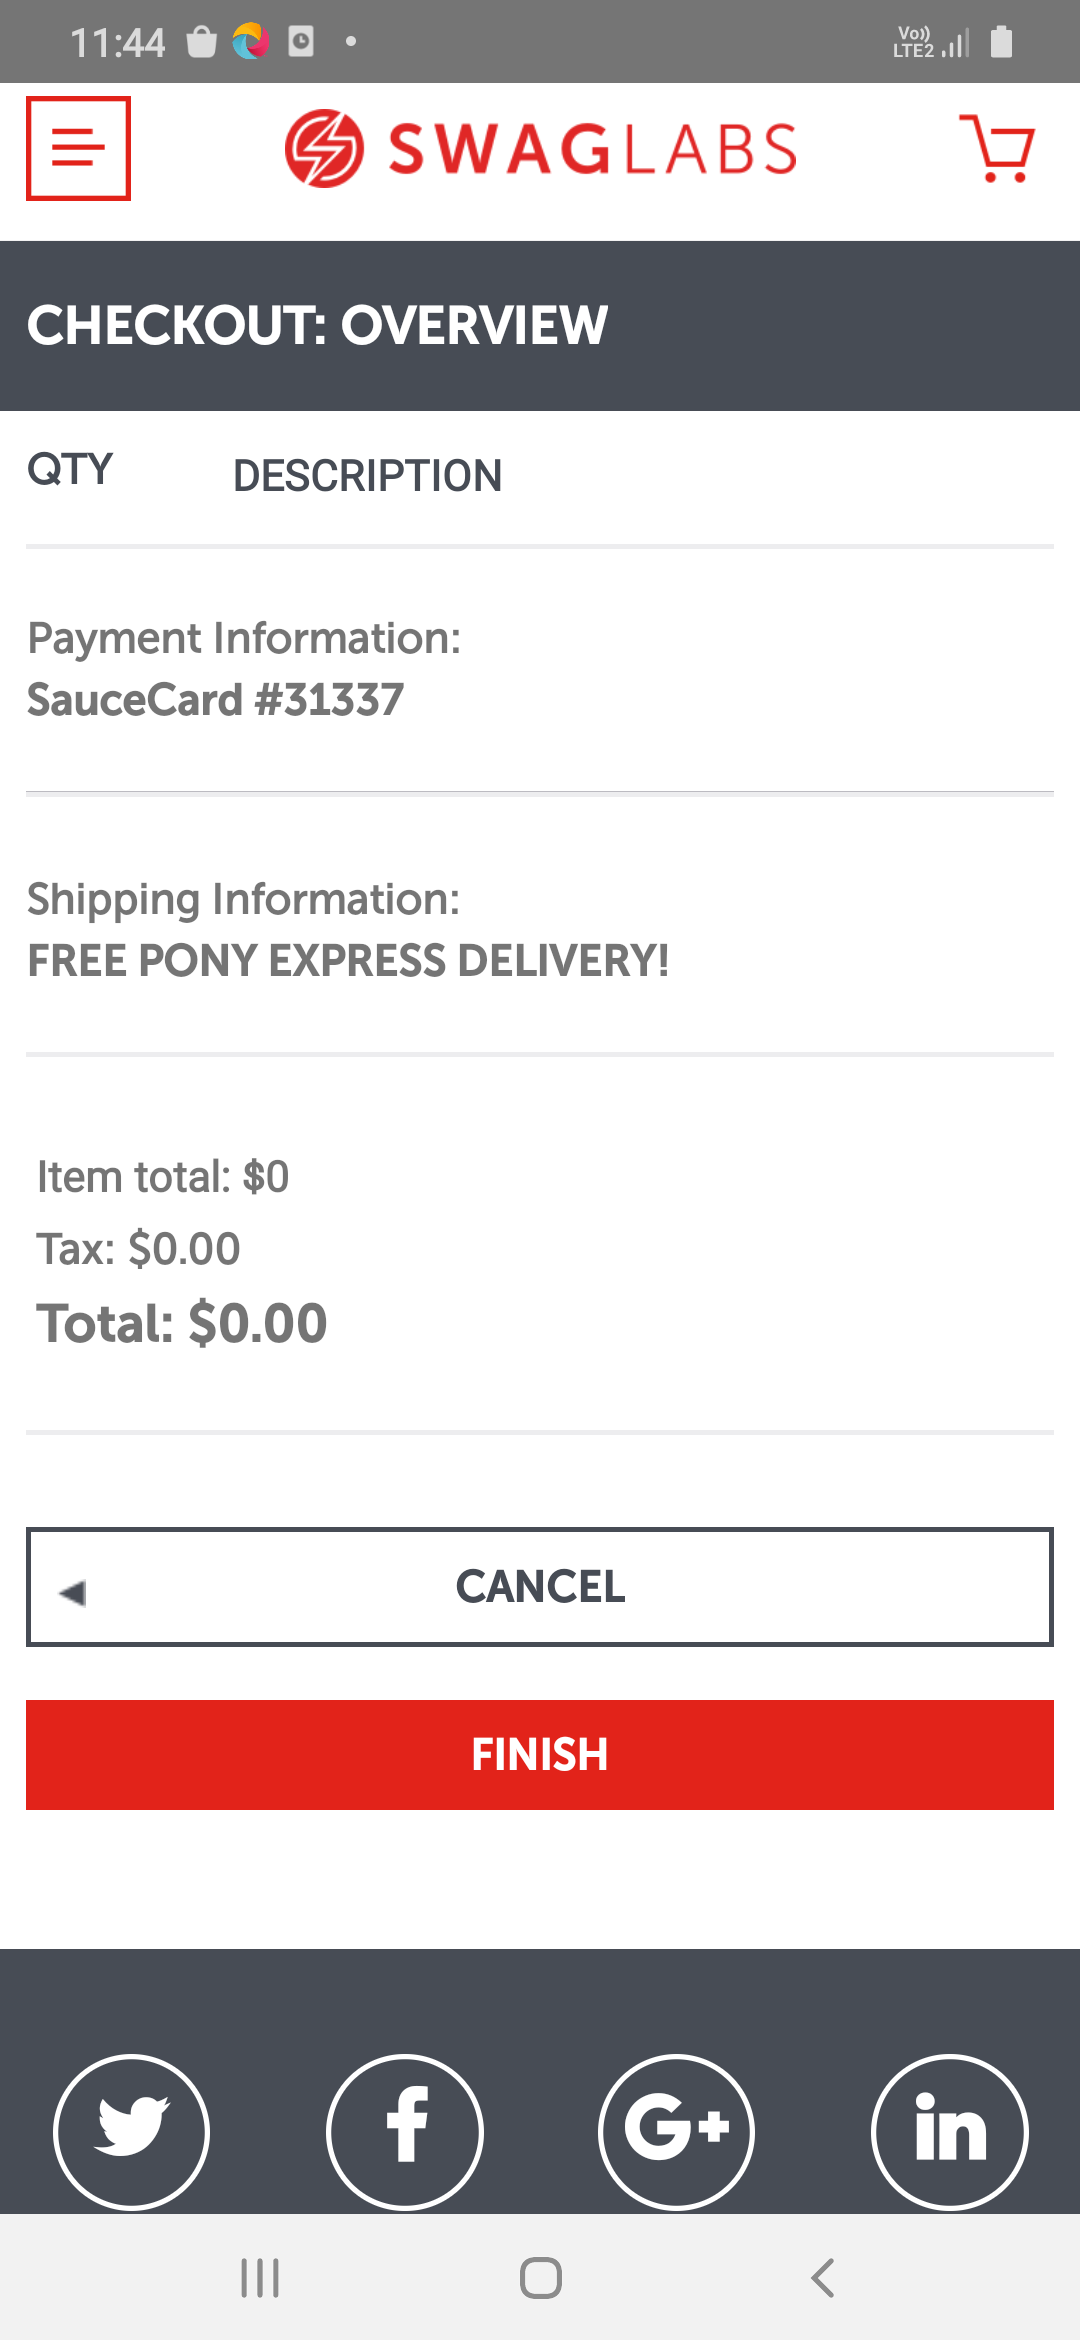 11:44
Vo))
LTE2
SWAGLABS
CHECKOUT: OVERVIEW
QTY DESCRIPTION
Payment Information:
SauceCard #31337
Shipping Information:
FREE PONY EXPRESS DELIVERY!
Item total: $0
Tax: $0.00
Total: $0.00
CANCEL
FINISH
f G+ in